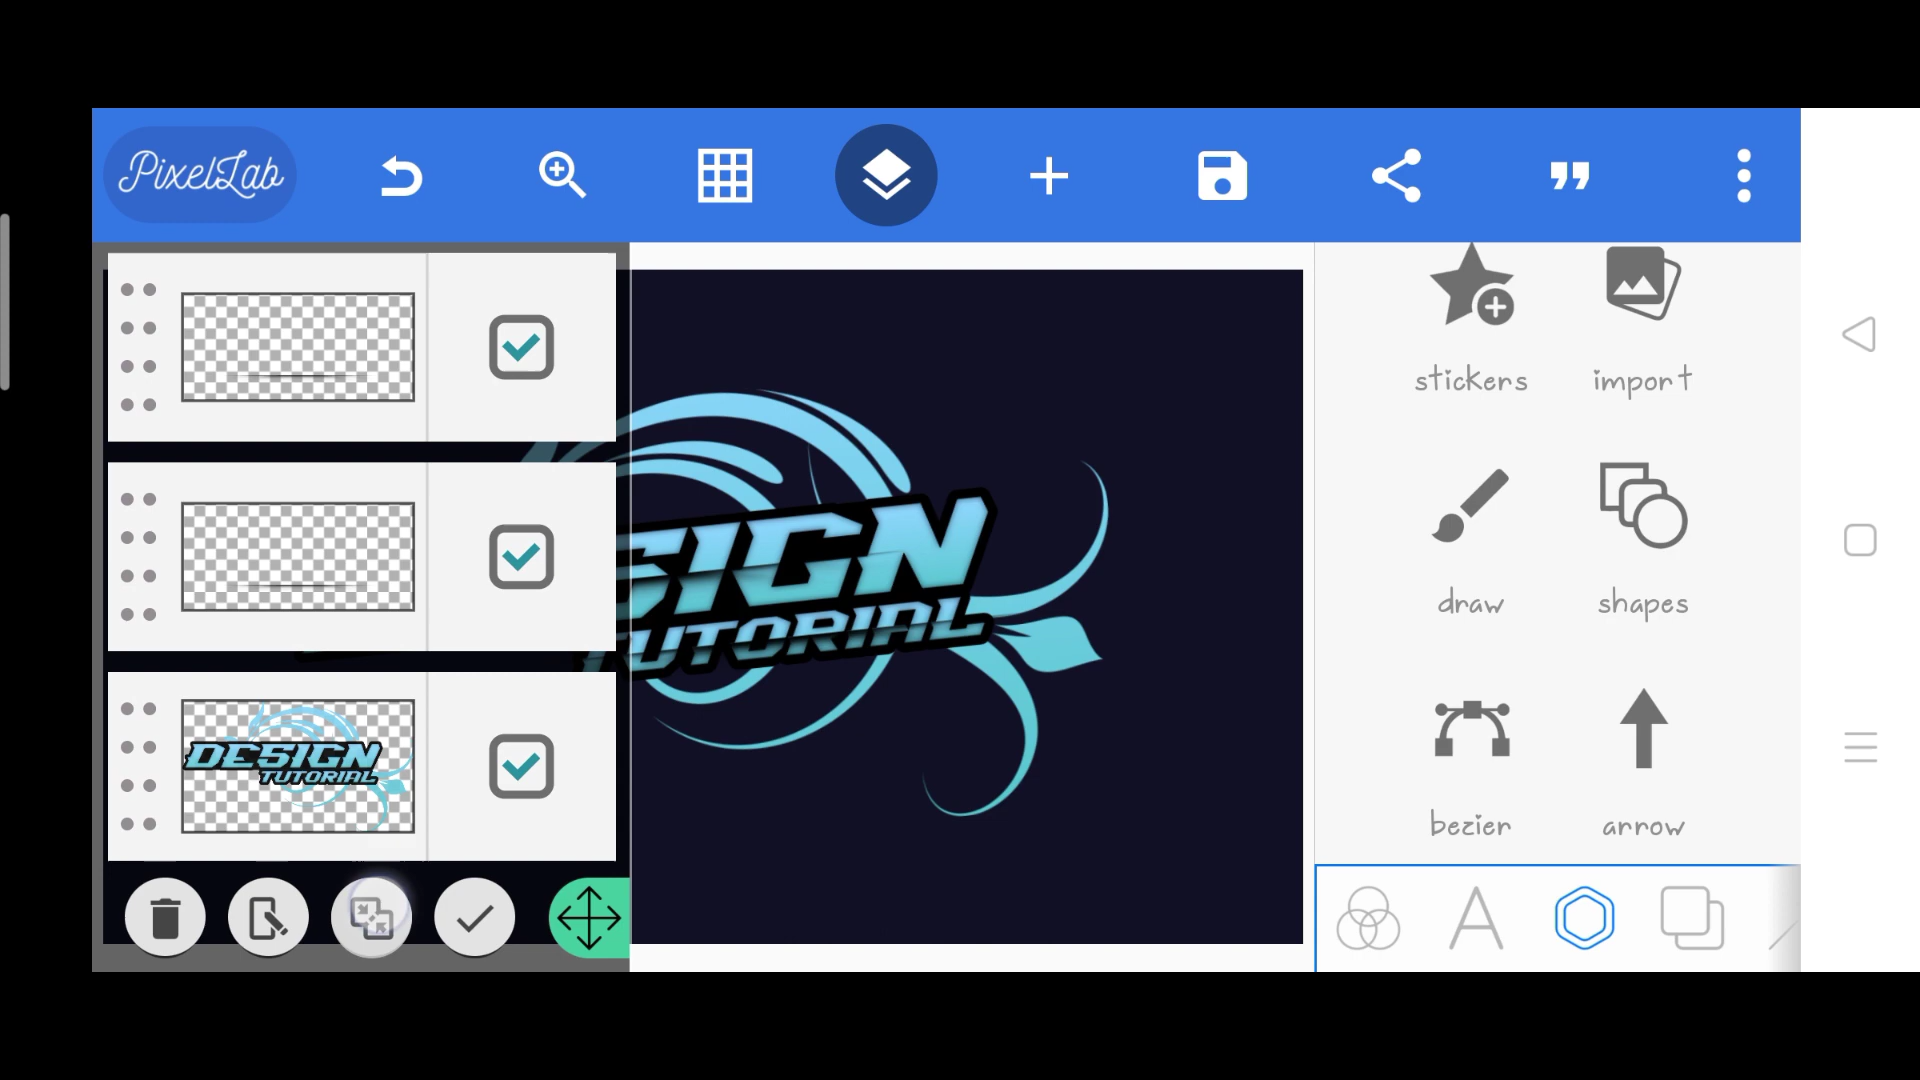 PixelLab
stickers
import
SIGN
TUTORIAL
draw
shapes
DESIGN
TUTORIAL
bezier
arrow